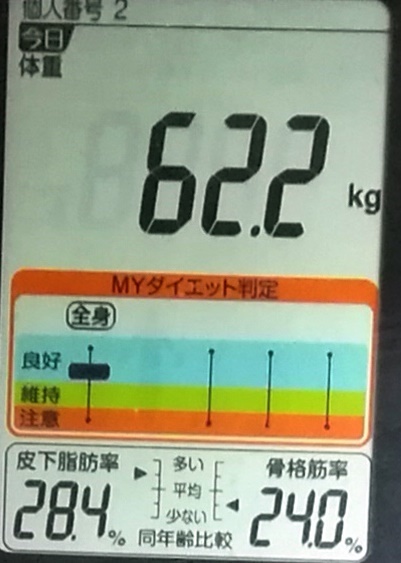 個人番号 2
今日
体重
62.2 kg
MYダイエット判定
全身
良好
維持
注意
皮下脂肪率
28.4%
多い
平均
少ない
同年齢比較
骨格筋率
24.0%